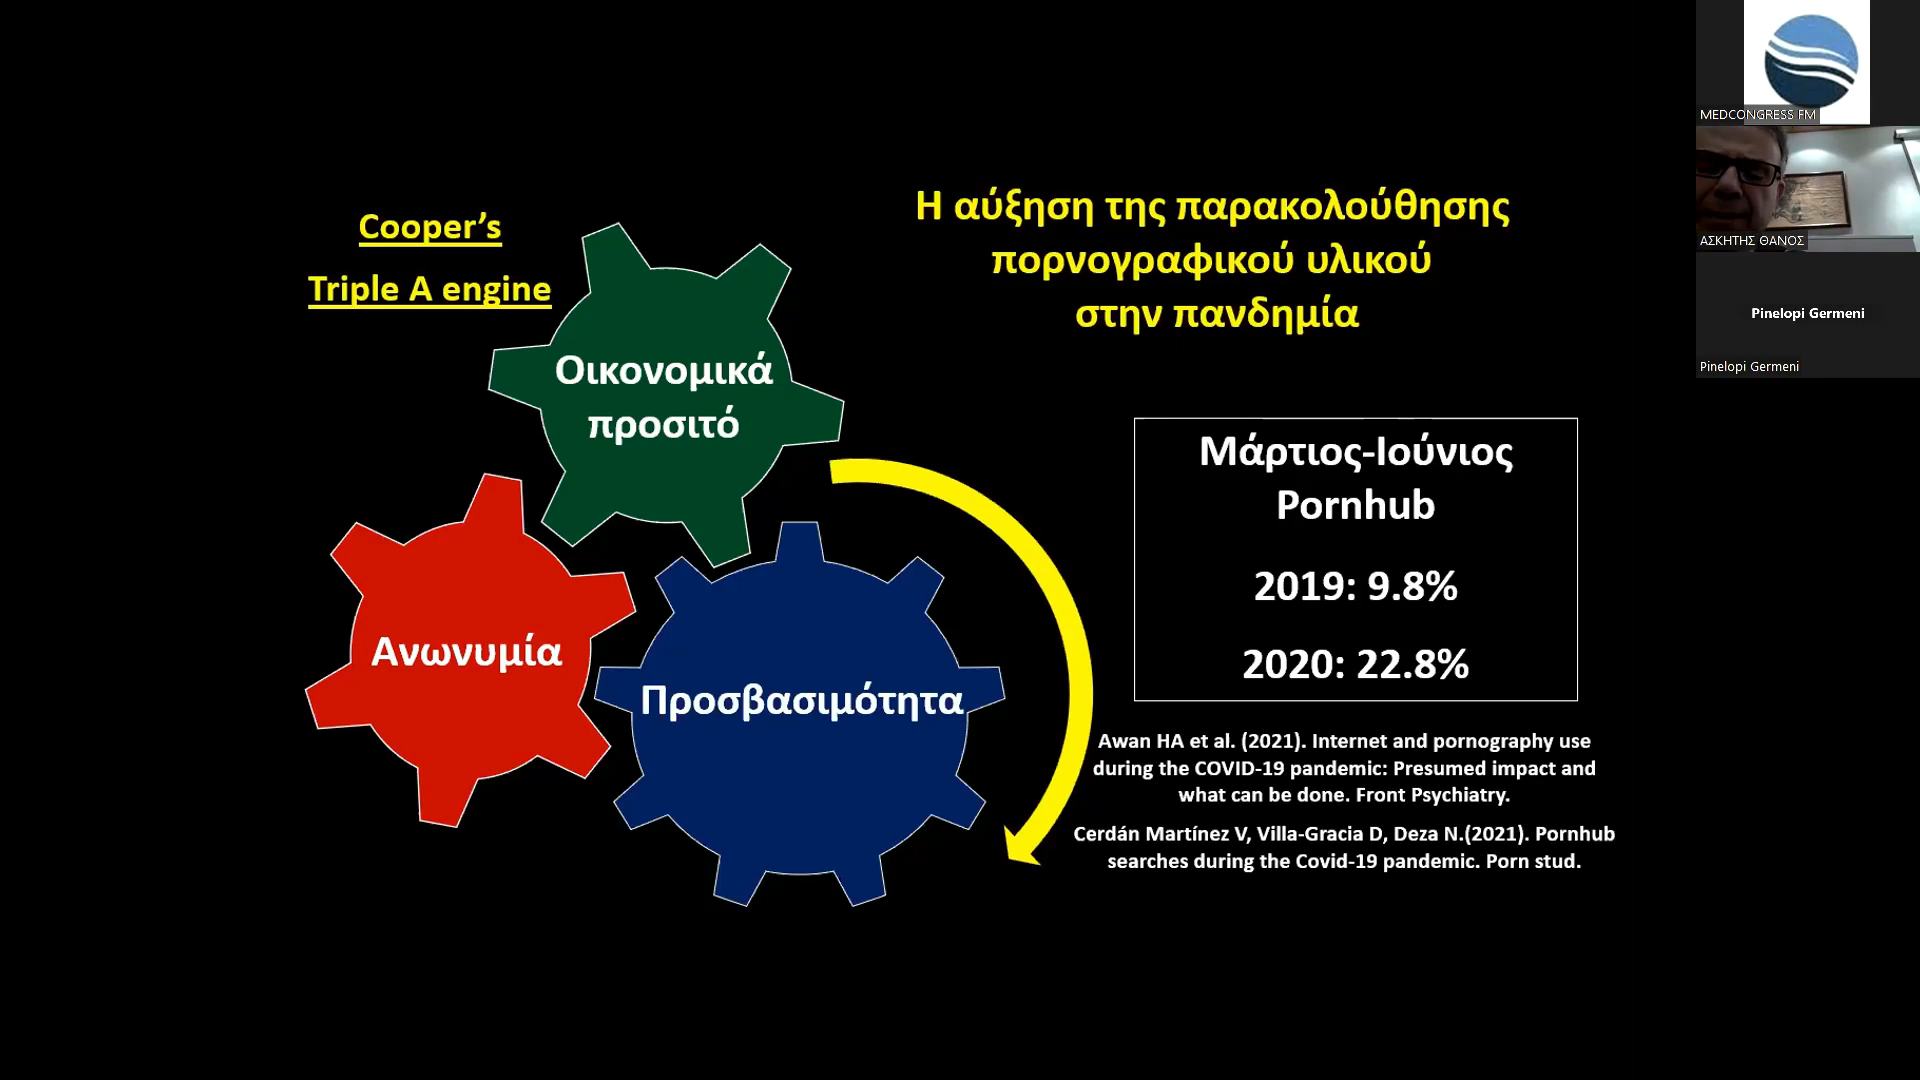 Cooper’s
Triple A engine
Η αύξηση της παρακολούθησης
πορνογραφικού υλικού
στην πανδημία
Οικονομικά
προσιτό
Ανωνυμία
Προσβασιμότητα
Μάρτιος-Ιούνιος
Pornhub
2019: 9.8%
2020: 22.8%
Awan HA et al. (2021). Internet and pornography use
during the COVID-19 pandemic: Presumed impact and
what can be done. Front Psychiatry.
Cerdán Martínez V, Villa-Gracia D, Deza N.(2021). Pornhub
searches during the Covid-19 pandemic. Porn stud.
MEDCONGRESS FM
ΑΣΚΗΤΗΣ ΘΑΝΟΣ
Pinelopi Germeni
Pinelopi Germeni